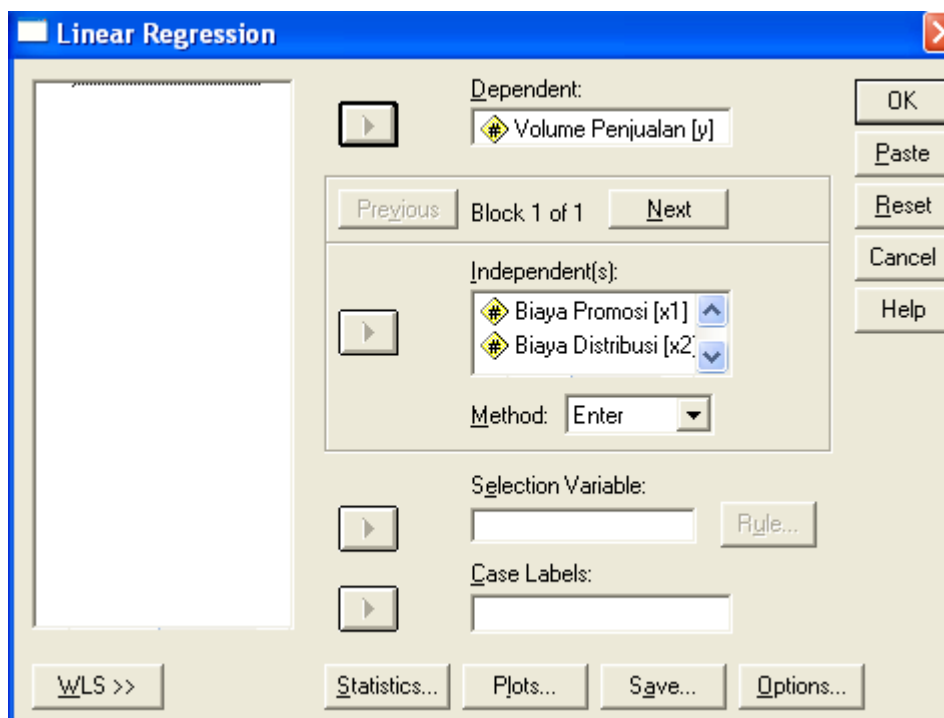 Linear Regression
Dependent:
# Volume Penjualan [y]
OK
Paste
Previous
Block 1 of 1
Next
Reset
Cancel
Independent(s):
# Biaya Promosi [x1]
# Biaya Distribusi [x2]
Help
Method:
Enter
Selection Variable:
Rule...
Case Labels:
WLS >>
Statistics...
Plots...
Save...
Options...